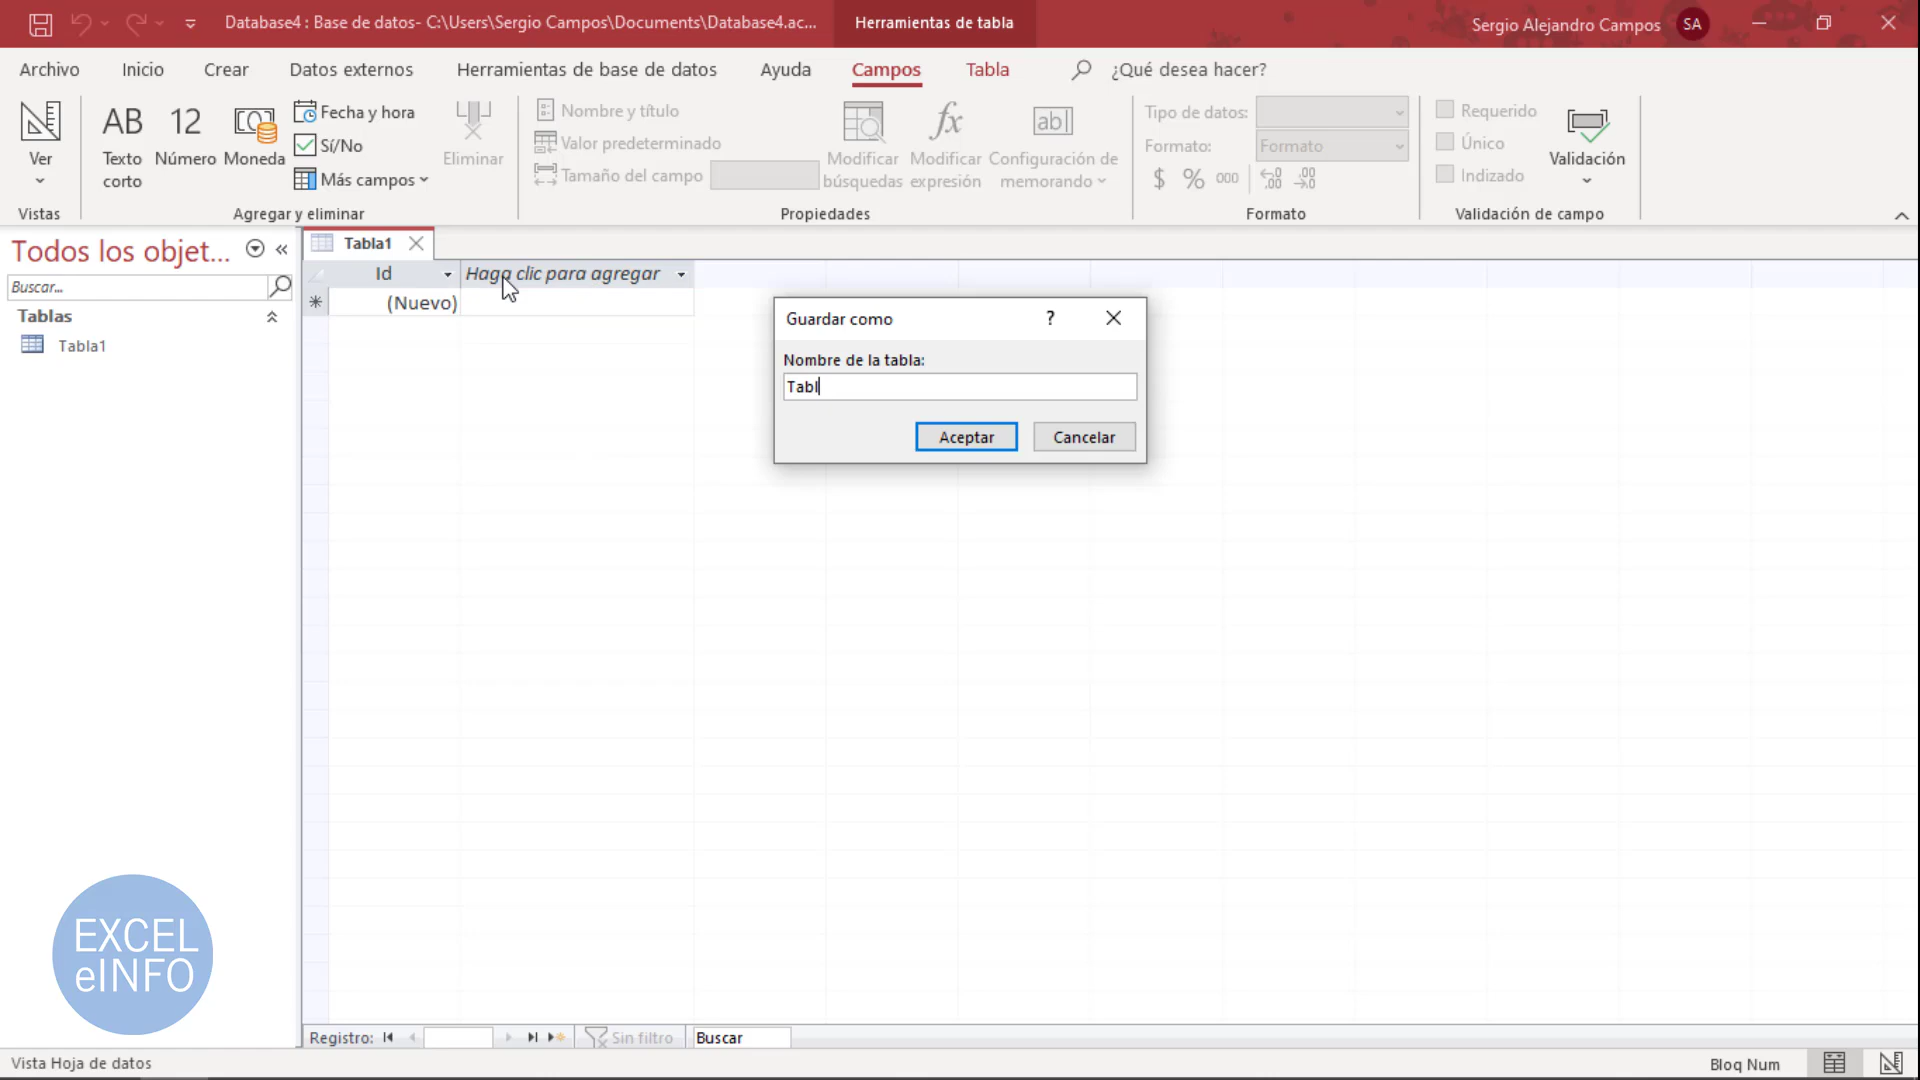 Database4 : Base de datos- C:\Users\Sergio Campos\Documents\Database4.ac...
Herramientas de tabla
Sergio Alejandro Campos
SA
Archivo
Inicio
Crear
Datos externos
Herramientas de base de datos
Ayuda
Campos
Tabla
¿Qué desea hacer?
Ver
AB
Texto
corto
12
Número
Moneda
Fecha y hora
Sí/No
Más campos
Eliminar
Nombre y título
Valor predeterminado
Tamaño del campo
Modificar
búsquedas
fx
Modificar
expresión
ab|
Configuración de
memorando
Tipo de datos:
Formato:
Formato
$ % 000
Requerido
Único
Indizado
Validación
Vistas
Agregar y eliminar
Propiedades
Formato
Validación de campo
Todos los objet...
Buscar...
Tablas
Tabla1
Tabla1
Id
Haga clic para agregar
(Nuevo)
Guardar como
?
Nombre de la tabla:
Tabl
Aceptar
Cancelar
EXCEL
eINFO
Registro:
Sin filtro
Buscar
Vista Hoja de datos
Bloq Num